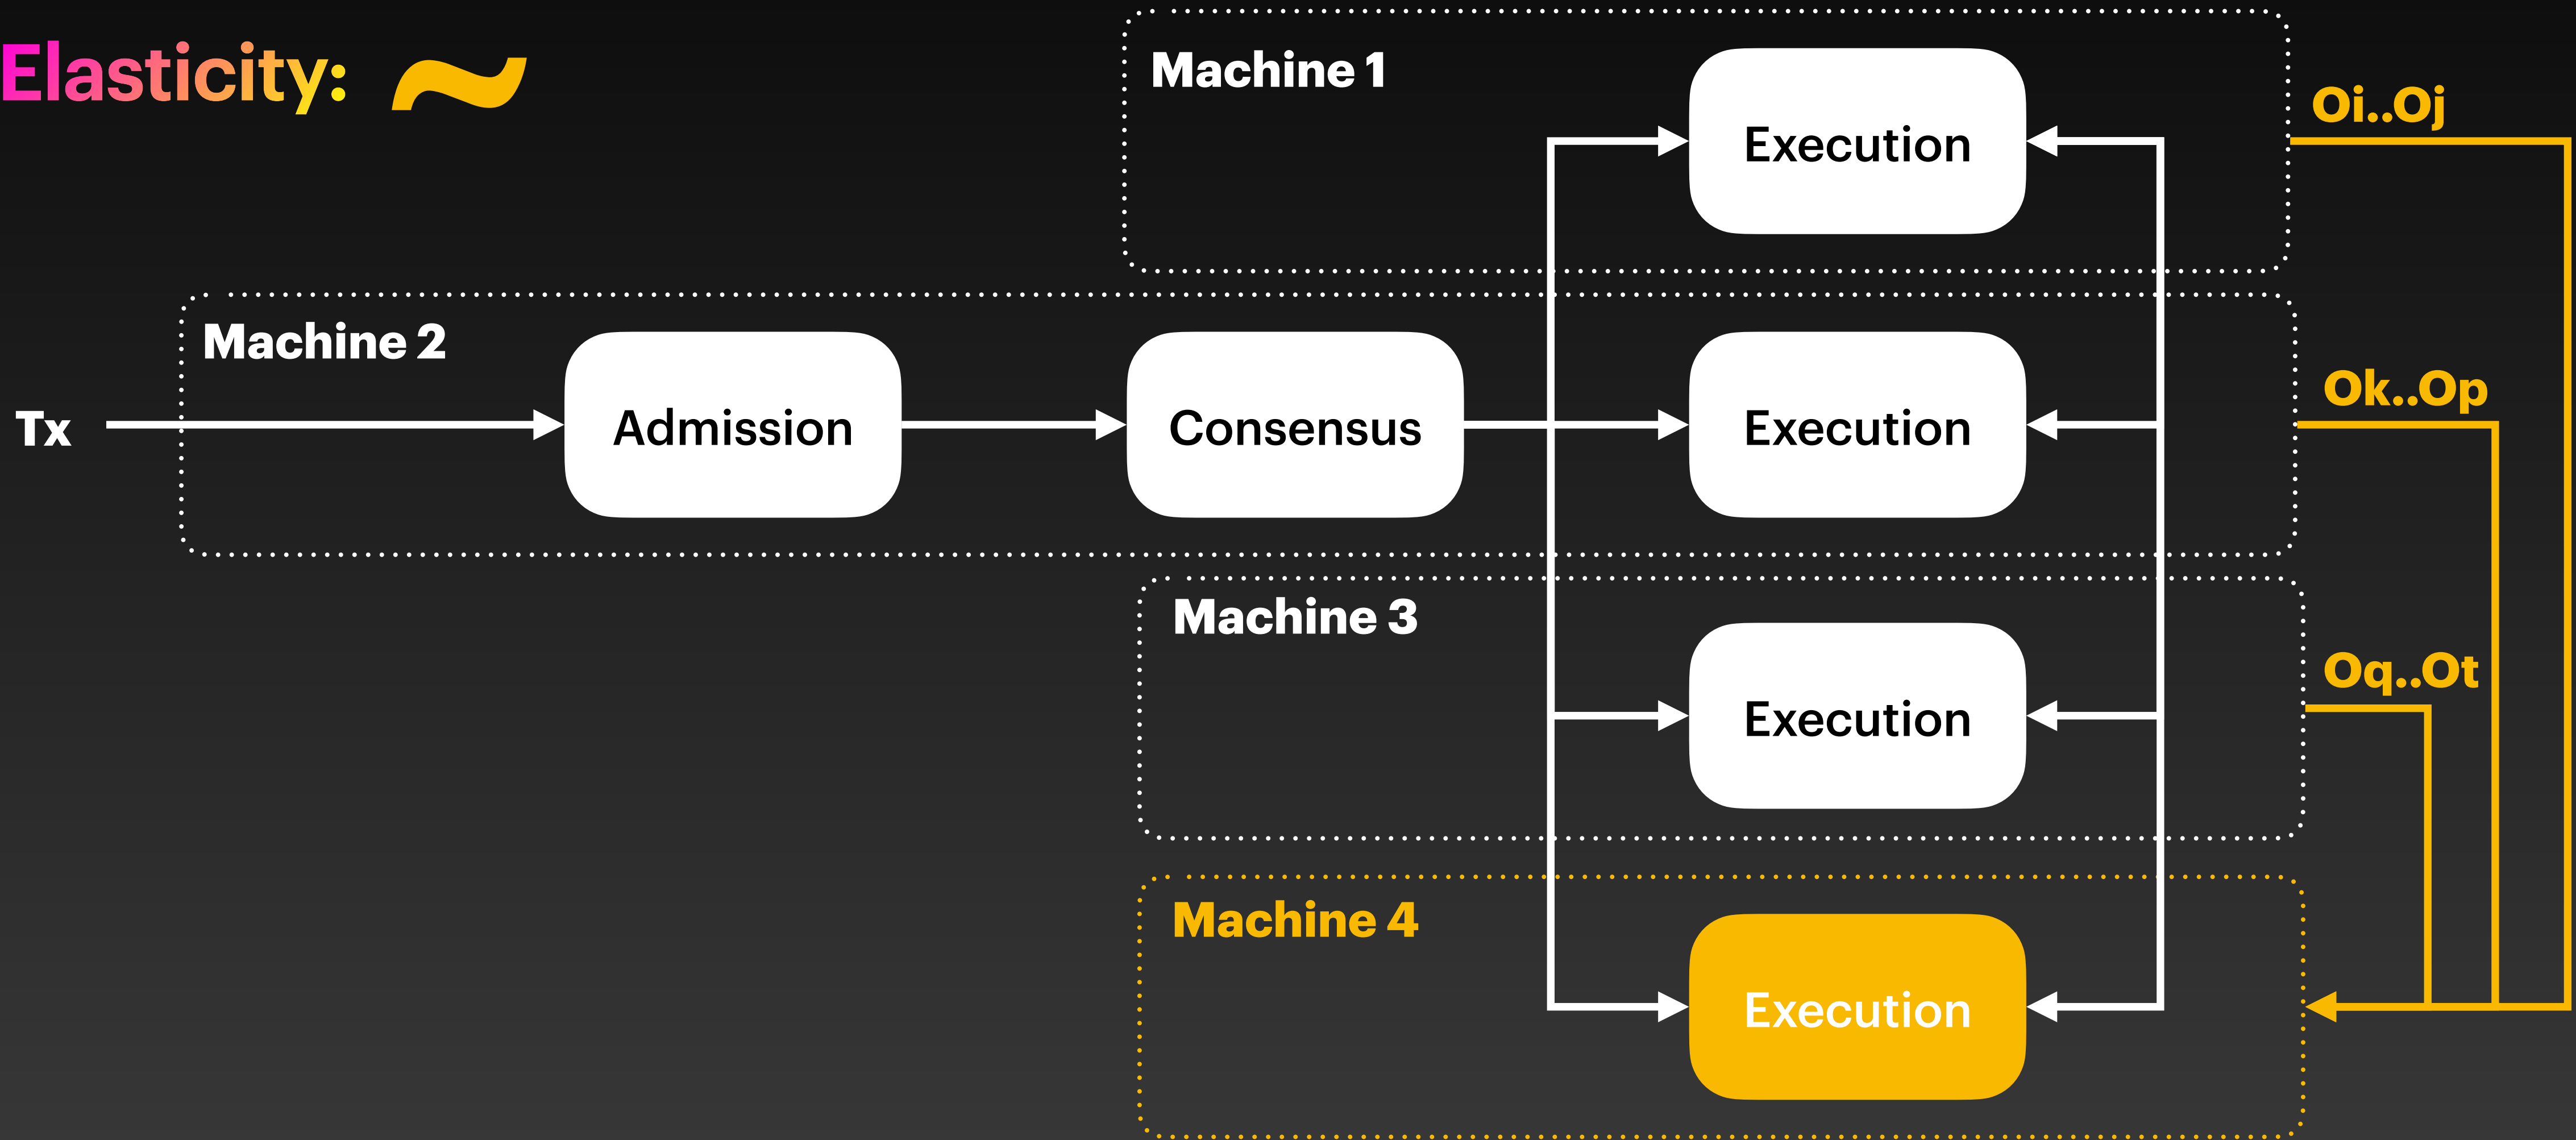 Elasticity: ~
Machine 1
Execution
Oi..Oj
Machine 2
Tx
Admission
Consensus
Execution
Ok..Op
Machine 3
Execution
Oq..Ot
Machine 4
Execution